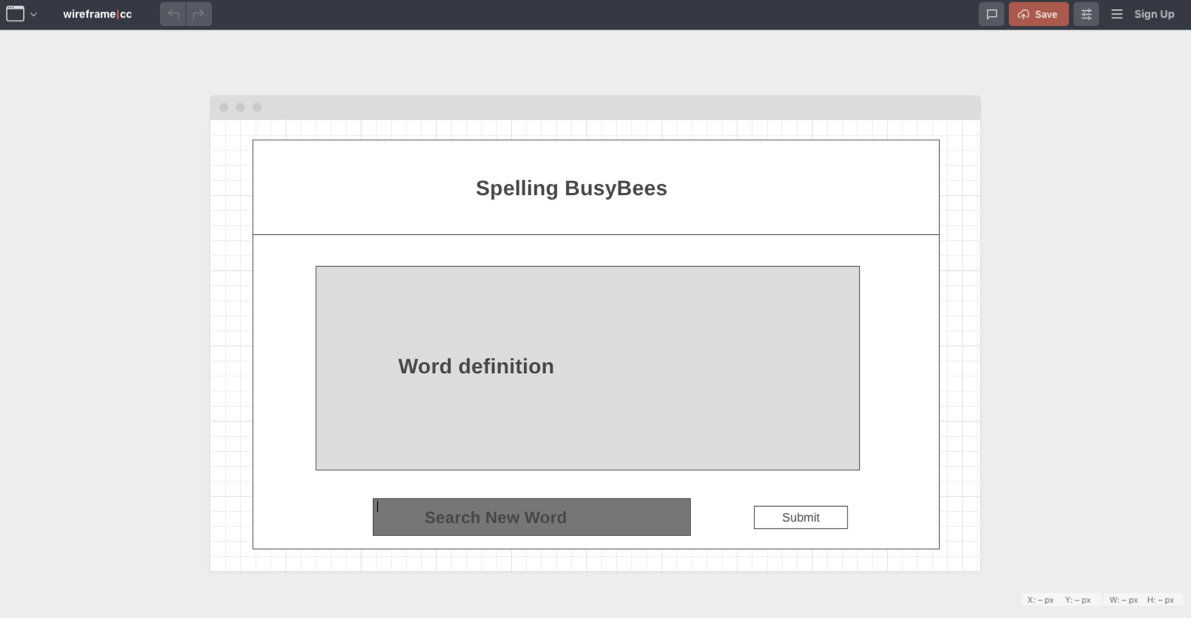 wireframe|cc
Save
Sign Up
Spelling BusyBees
Word definition
Search New Word
Submit
X: – px Y: – px W: – px H: – px